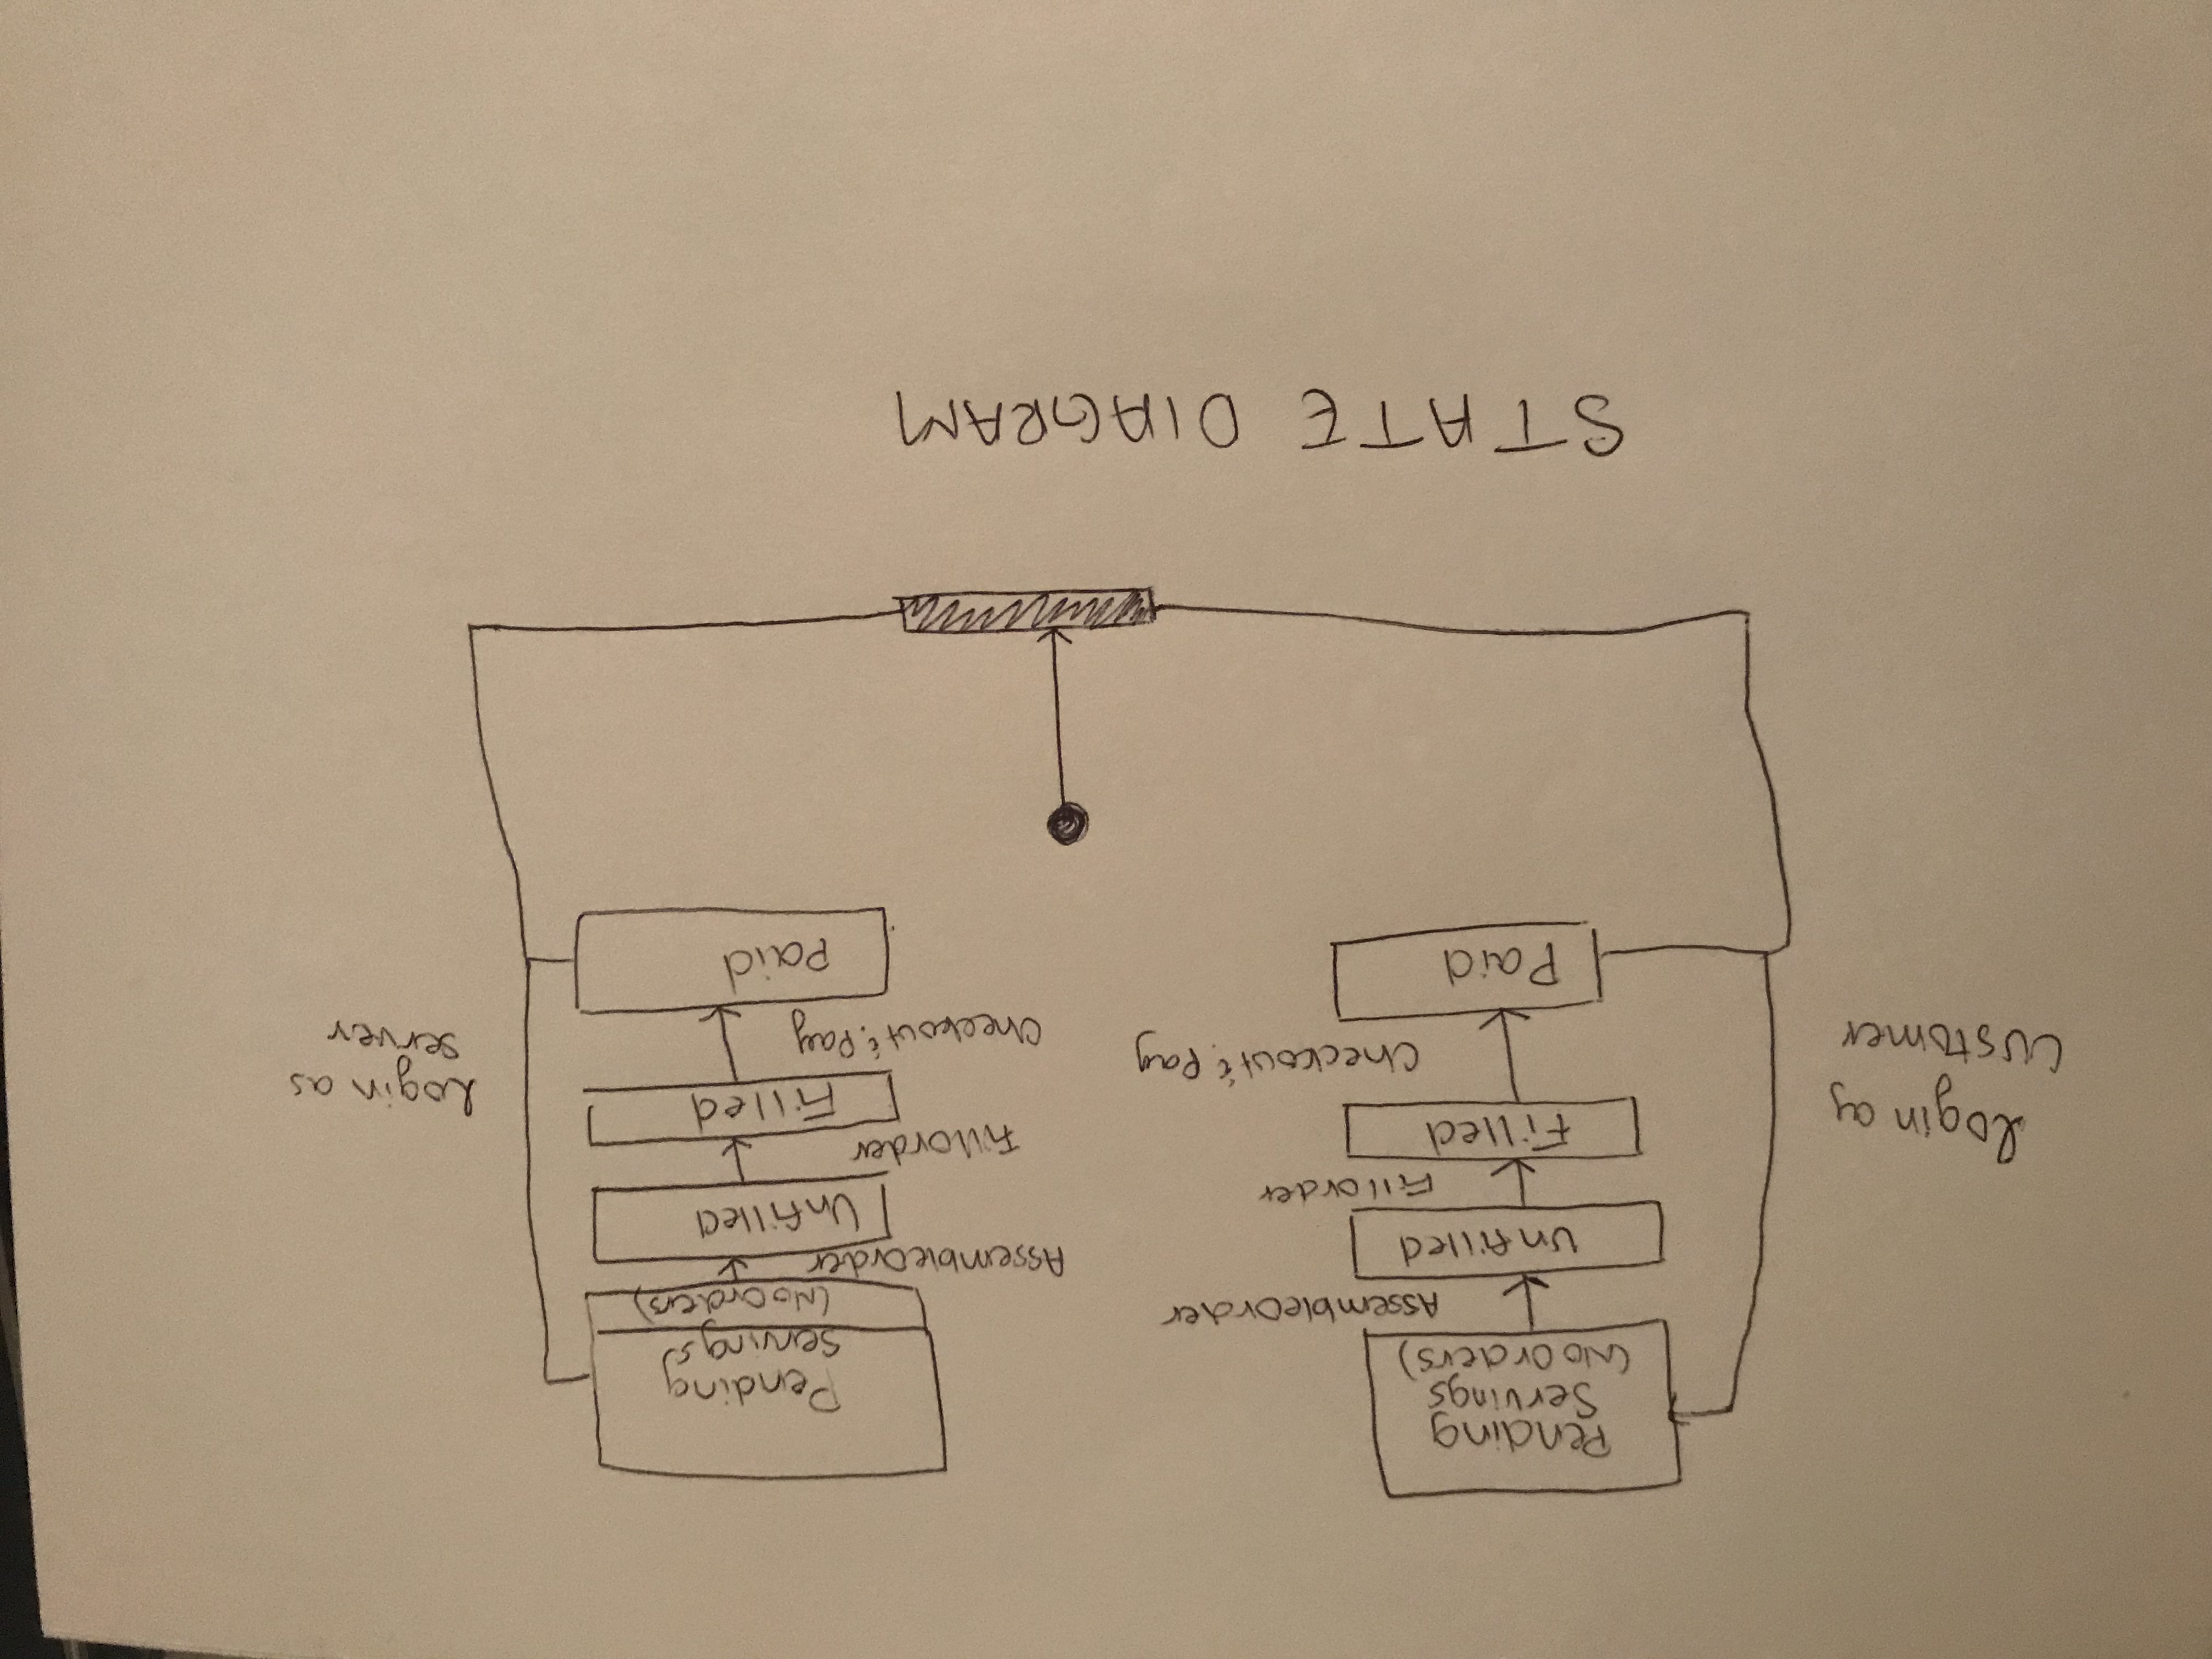 Pending
Servings
(No Orders)
AssembleOrder
Unfilled
Fillorder
Filled
Checkout & Pay
Paid
login as
customer
Pending
servings
(No Orders)
AssembleOrder
Unfilled
Fillorder
Filled
Checkout & Pay
Paid
login as
server
STATE DIAGRAM